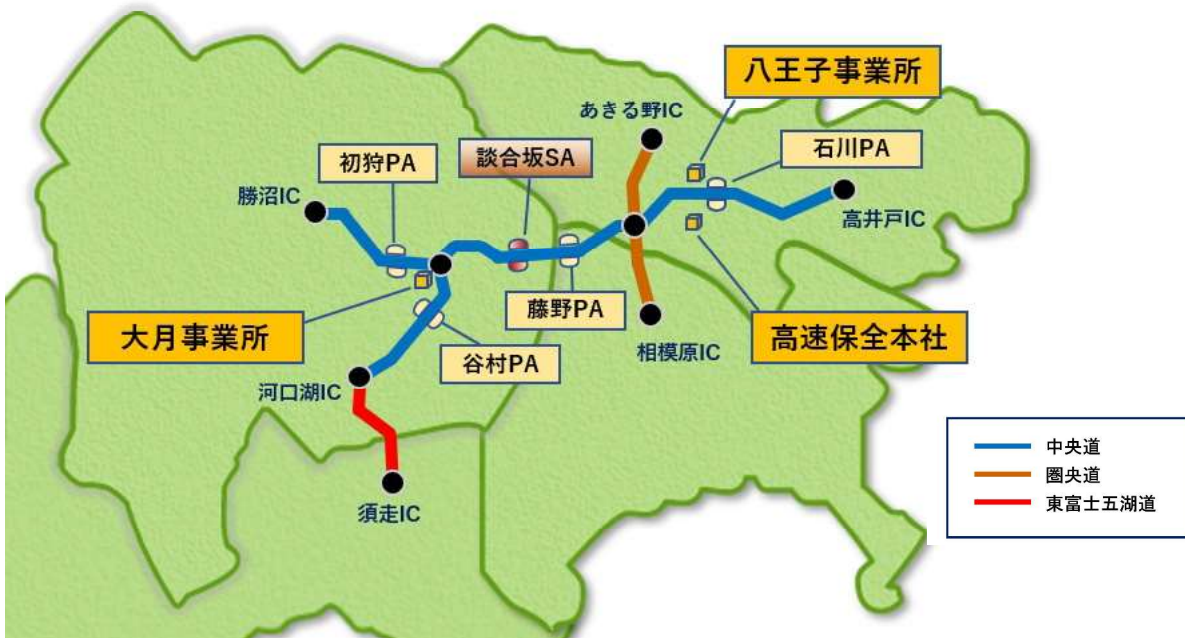 八王子事業所
あきる野IC
石川PA
談合坂SA
初狩PA
勝沼IC
高井戸IC
藤野PA
大月事業所
高速保全本社
相模原IC
谷村PA
河口湖IC
須走IC
中央道
圏央道
東富士五湖道